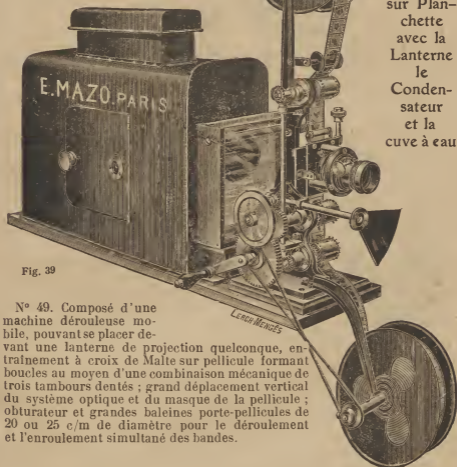 sur Plan-
chette
avec la
Lanterne
le
Conden-
sateur
et la
cuve à eau
E. MAZO. PARIS
Fig. 39
LEROY MENGÈS
N° 49. Composé d'une
machine dérouleuse mo-
bile, pouvant se placer de-
vant une lanterne de projection quelconque, en-
traînement à croix de Malte sur pellicule formant
boucles au moyen d'une combinaison mécanique de
trois tambours dentés ; grand déplacement vertical
du système optique et du masque de la pellicule ;
obturateur et grandes baleines porte-pellicules de
20 ou 25 c/m de diamètre pour le déroulement
et l'enroulement simultané des bandes.